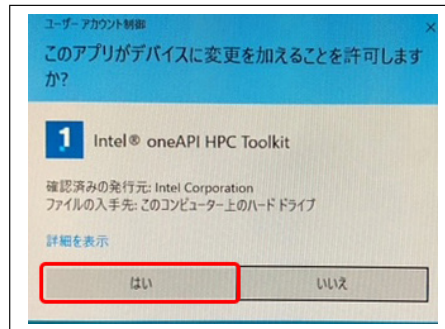 ユーザー アカウント制御
このアプリがデバイスに変更を加えることを許可します
か?
1
Intel® oneAPI HPC Toolkit
確認済みの発行元: Intel Corporation
ファイルの入手先: このコンピューター上のハード ドライブ
詳細を表示
はい
いいえ